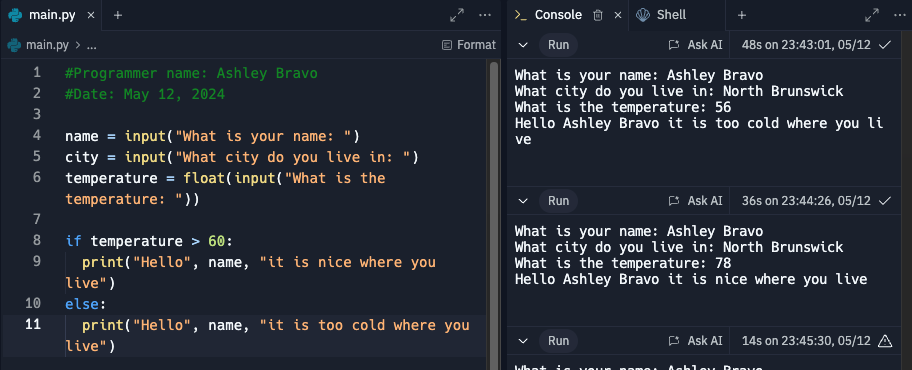 main.py × +
main.py > ...
Format
1 #Programmer name: Ashley Bravo
2 #Date: May 12, 2024
3
4 name = input("What is your name: ")
5 city = input("What city do you live in: ")
6 temperature = float(input("What is the
temperature: "))
7
8 if temperature > 60:
9 print("Hello", name, "it is nice where you
live")
10 else:
11 print("Hello", name, "it is too cold where you
live")
Console × Shell +
Run Ask AI 48s on 23:43:01, 05/12
What is your name: Ashley Bravo
What city do you live in: North Brunswick
What is the temperature: 56
Hello Ashley Bravo it is too cold where you li
ve
Run Ask AI 36s on 23:44:26, 05/12
What is your name: Ashley Bravo
What city do you live in: North Brunswick
What is the temperature: 78
Hello Ashley Bravo it is nice where you live
Run Ask AI 14s on 23:45:30, 05/12
What is your name: Ashley Bravo